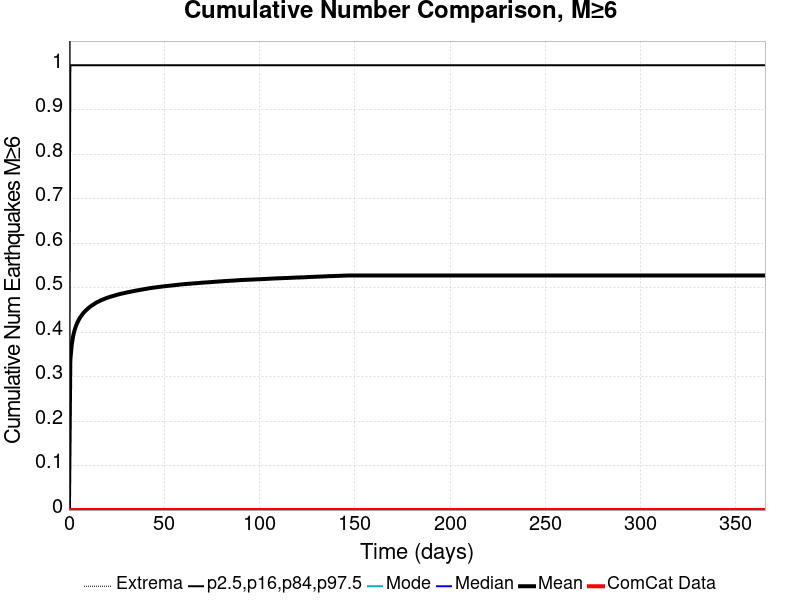 Cumulative Number Comparison, M≥6
Cumulative Num Earthquakes M≥6
1
0.9
0.8
0.7
0.6
0.5
0.4
0.3
0.2
0.1
0
0 50 100 150 200 250 300 350
Time (days)
Extrema p2.5,p16,p84,p97.5 Mode Median Mean ComCat Data